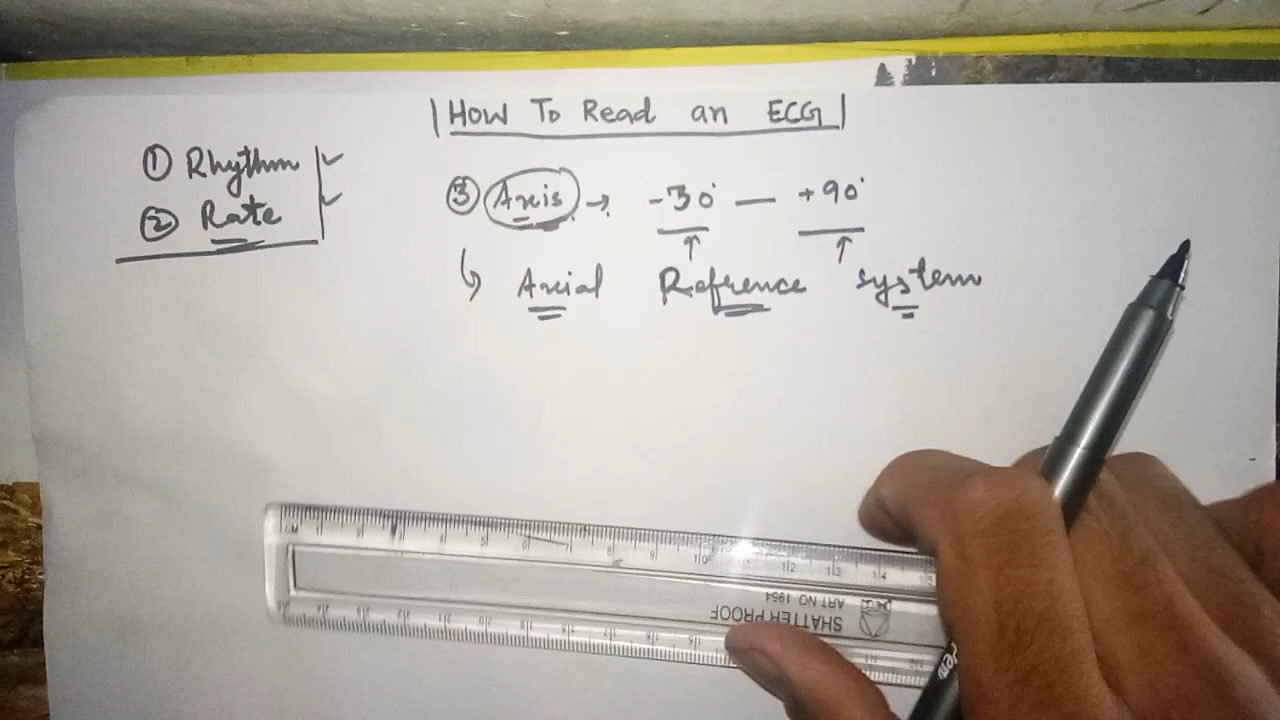 How To Read an ECG
① Rhythm ✓
② Rate ✓
③ Axis → -30° — +90°
↑ ↑
↳ Axial Refrence system
SHATTER PROOF
ART NO 1954